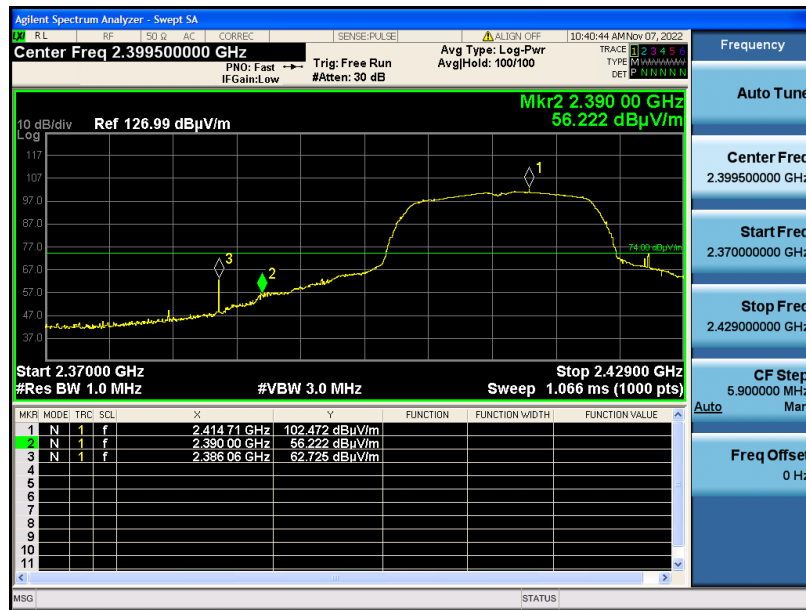 Agilent Spectrum Analyzer - Swept SA
LXI RL RF 50 Ω AC CORREC SENSE:PULSE ALIGN OFF 10:40:44 AM Nov 07, 2022
Center Freq 2.399500000 GHz
PNO: Fast
IFGain:Low
Trig: Free Run
#Atten: 30 dB
Avg Type: Log-Pwr
Avg|Hold: 100/100
TRACE 1 2 3 4 5 6
TYPE M WWWWW
DET P N N N N N
Mkr2 2.390 00 GHz
56.222 dBµV/m
10 dB/div Ref 126.99 dBµV/m
Log
117
107
97.0
87.0
77.0
67.0
57.0
47.0
37.0
1
2
3
74.00 dBµV/m
Start 2.37000 GHz Stop 2.42900 GHz
#Res BW 1.0 MHz #VBW 3.0 MHz Sweep 1.066 ms (1000 pts)
MKR MODE TRC SCL X Y FUNCTION FUNCTION WIDTH FUNCTION VALUE
1 N 1 f 2.414 71 GHz 102.472 dBµV/m
2 N 1 f 2.390 00 GHz 56.222 dBµV/m
3 N 1 f 2.386 06 GHz 62.725 dBµV/m
4
5
6
7
8
9
10
11
MSG STATUS
Frequency
Auto Tune
Center Freq
2.399500000 GHz
Start Freq
2.370000000 GHz
Stop Freq
2.429000000 GHz
CF Step
5.900000 MHz
Auto Man
Freq Offset
0 Hz